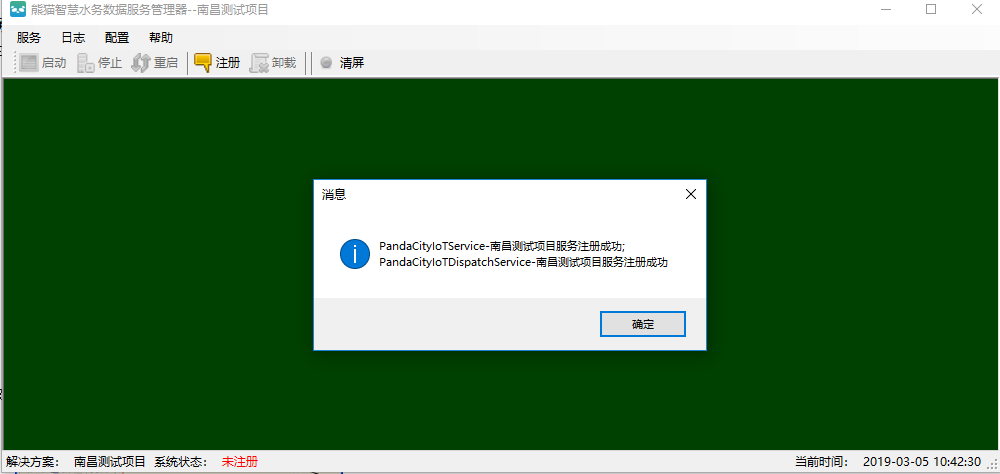 熊猫智慧水务数据服务管理器--南昌测试项目
服务 日志 配置 帮助
启动 停止 重启 注册 卸载 清屏
消息
PandaCityIoTService-南昌测试项目服务注册成功;
PandaCityIoTDispatchService-南昌测试项目服务注册成功
确定
解决方案: 南昌测试项目 系统状态: 未注册 当前时间: 2019-03-05 10:42:30